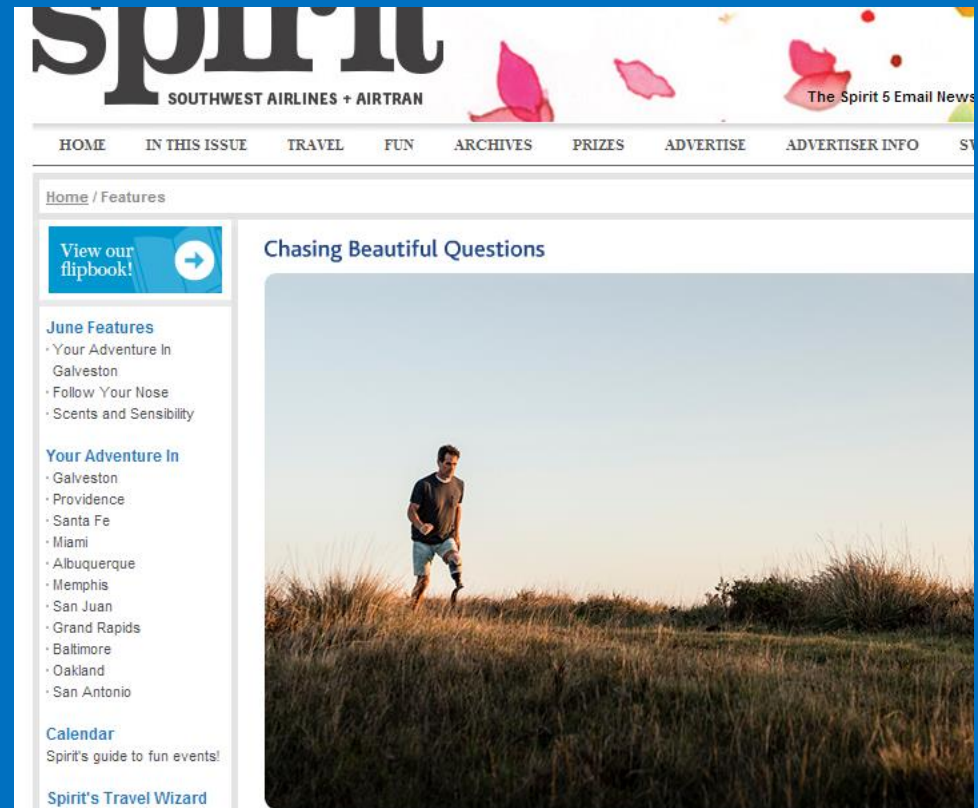 spirit
SOUTHWEST AIRLINES + AIRTRAN
The Spirit 5 Email
HOME IN THIS ISSUE TRAVEL FUN ARCHIVES PRIZES ADVERTISE ADVERTISER INFO
Home / Features
View our
flipbook!
Chasing Beautiful Questions
June Features
· Your Adventure In
Galveston
· Follow Your Nose
· Scents and Sensibility
Your Adventure In
· Galveston
· Providence
· Santa Fe
· Miami
· Albuquerque
· Memphis
· San Juan
· Grand Rapids
· Baltimore
· Oakland
· San Antonio
Calendar
Spirit's guide to fun events!
Spirit's Travel Wizard